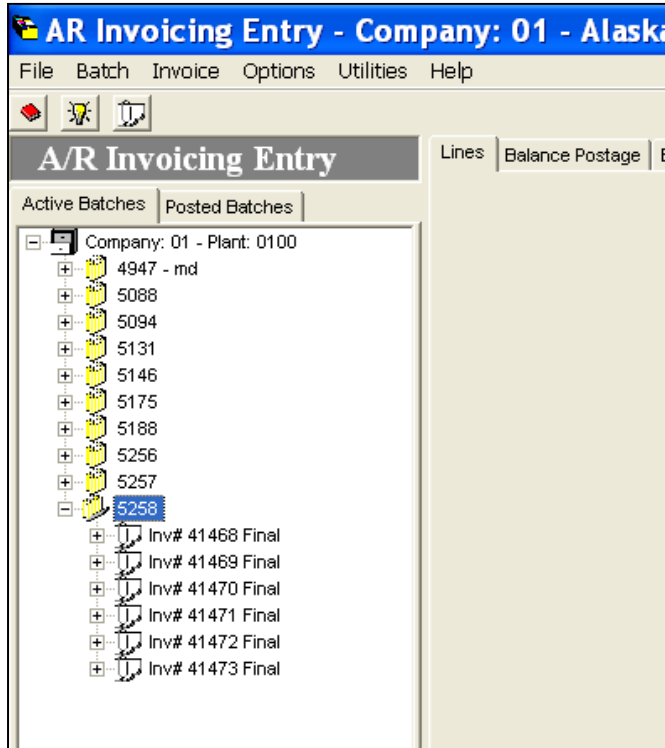 AR Invoicing Entry - Company: 01 - Alaska
File Batch Invoice Options Utilities Help
A/R Invoicing Entry
Lines Balance Postage
Active Batches Posted Batches
Company: 01 - Plant: 0100
4947 - md
5088
5094
5131
5146
5175
5188
5256
5257
5258
Inv# 41468 Final
Inv# 41469 Final
Inv# 41470 Final
Inv# 41471 Final
Inv# 41472 Final
Inv# 41473 Final